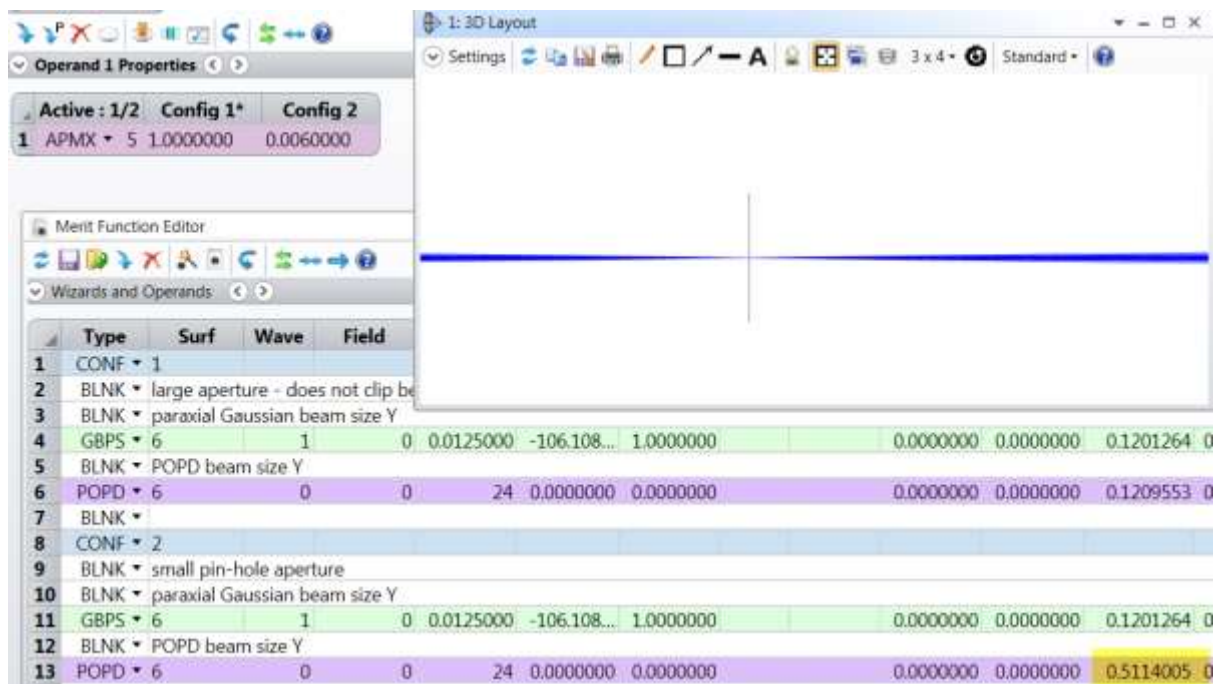 1: 3D Layout
Settings A 3 x 4 Standard
Operand 1 Properties
Active : 1/2 Config 1* Config 2
1 APMX 5 1.0000000 0.0060000
Merit Function Editor
Wizards and Operands
Type Surf Wave Field
1 CONF 1
2 BLNK large aperture - does not clip be
3 BLNK paraxial Gaussian beam size Y
4 GBPS 6 1 0 0.0125000 -106.108... 1.0000000 0.0000000 0.0000000 0.1201264 0
5 BLNK POPD beam size Y
6 POPD 6 0 0 24 0.0000000 0.0000000 0.0000000 0.0000000 0.1209553 0
7 BLNK
8 CONF 2
9 BLNK small pin-hole aperture
10 BLNK paraxial Gaussian beam size Y
11 GBPS 6 1 0 0.0125000 -106.108... 1.0000000 0.0000000 0.0000000 0.1201264 0
12 BLNK POPD beam size Y
13 POPD 6 0 0 24 0.0000000 0.0000000 0.0000000 0.0000000 0.5114005 0